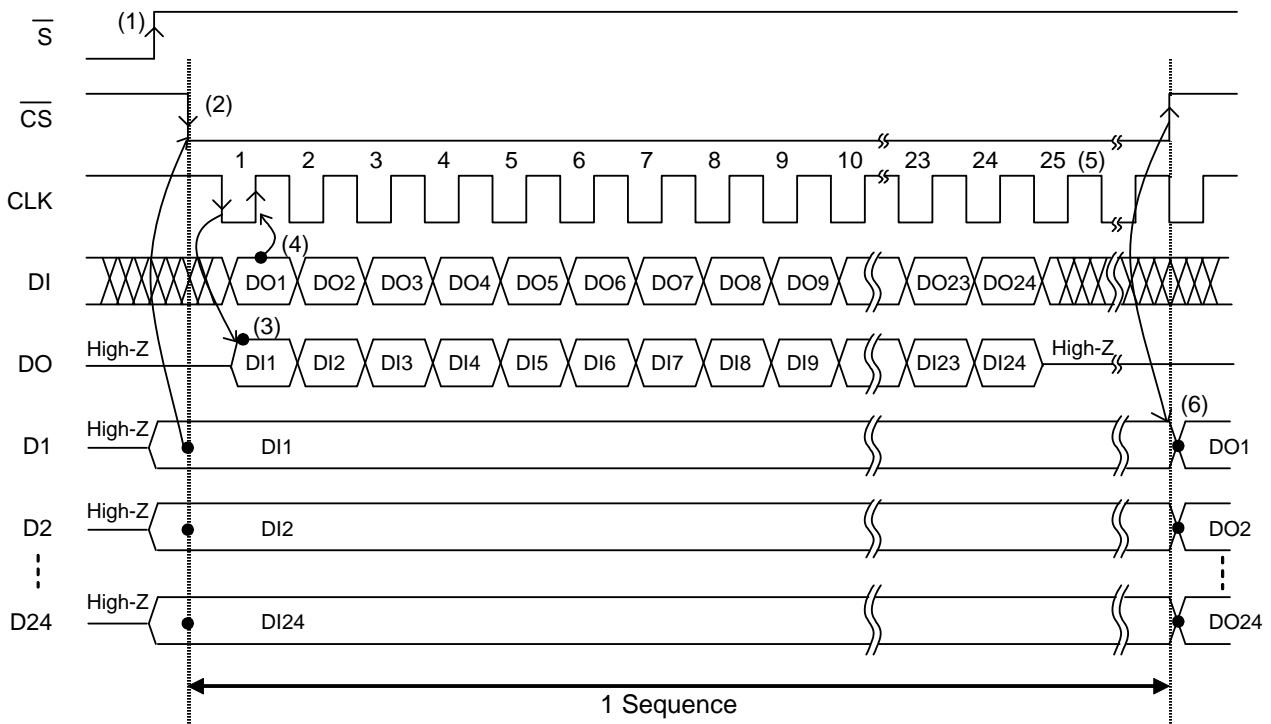 (1)
S̅
(2)
C̅S̅
1 2 3 4 5 6 7 8 9 10 23 24 25 (5)
CLK
(4)
DI DO1 DO2 DO3 DO4 DO5 DO6 DO7 DO8 DO9 DO23 DO24
(3)
High-Z High-Z
DO DI1 DI2 DI3 DI4 DI5 DI6 DI7 DI8 DI9 DI23 DI24
(6)
High-Z
D1 DI1 DO1
High-Z
D2 DI2 DO2
High-Z
D24 DI24 DO24
1 Sequence